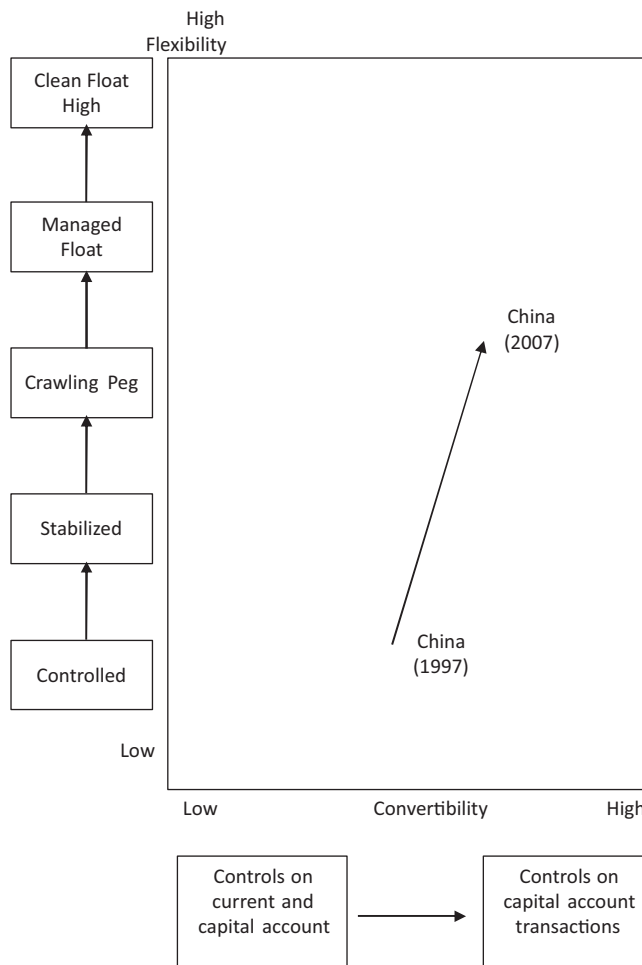 High
Flexibility
Clean Float
High
Managed
Float
Crawling Peg
Stabilized
Controlled
Low
China
(2007)
China
(1997)
Low Convertibility High
Controls on
current and
capital account
Controls on
capital account
transactions